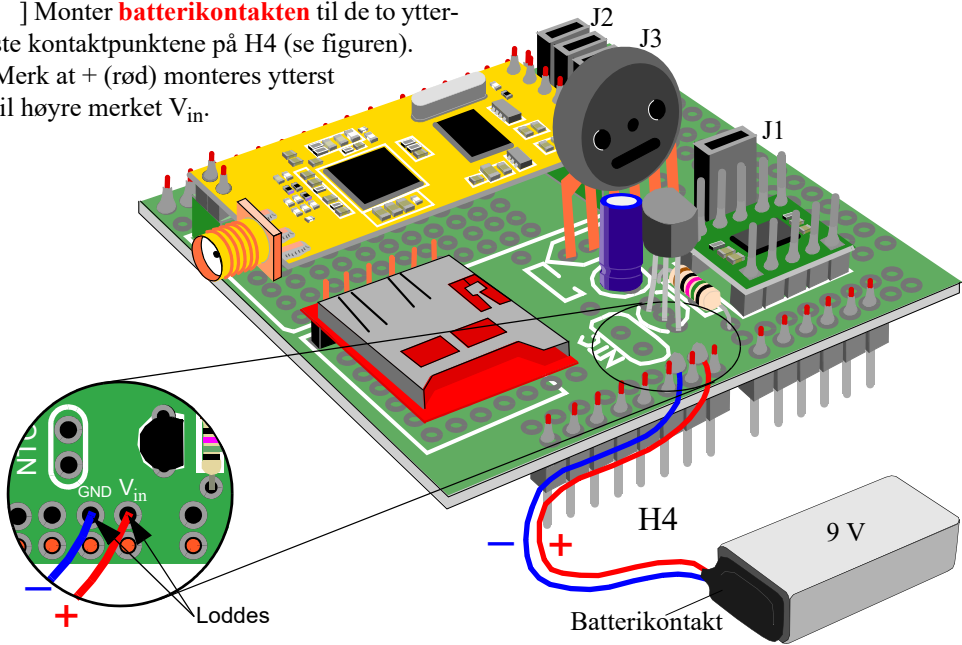 ] Monter batterikontakten til de to ytter-
ste kontaktpunktene på H4 (se figuren).
Merk at + (rød) monteres ytterst
til høyre merket Vin.
J2
J3
J1
NTC
GND Vin
−
+
Loddes
H4
− +
9 V
Batterikontakt